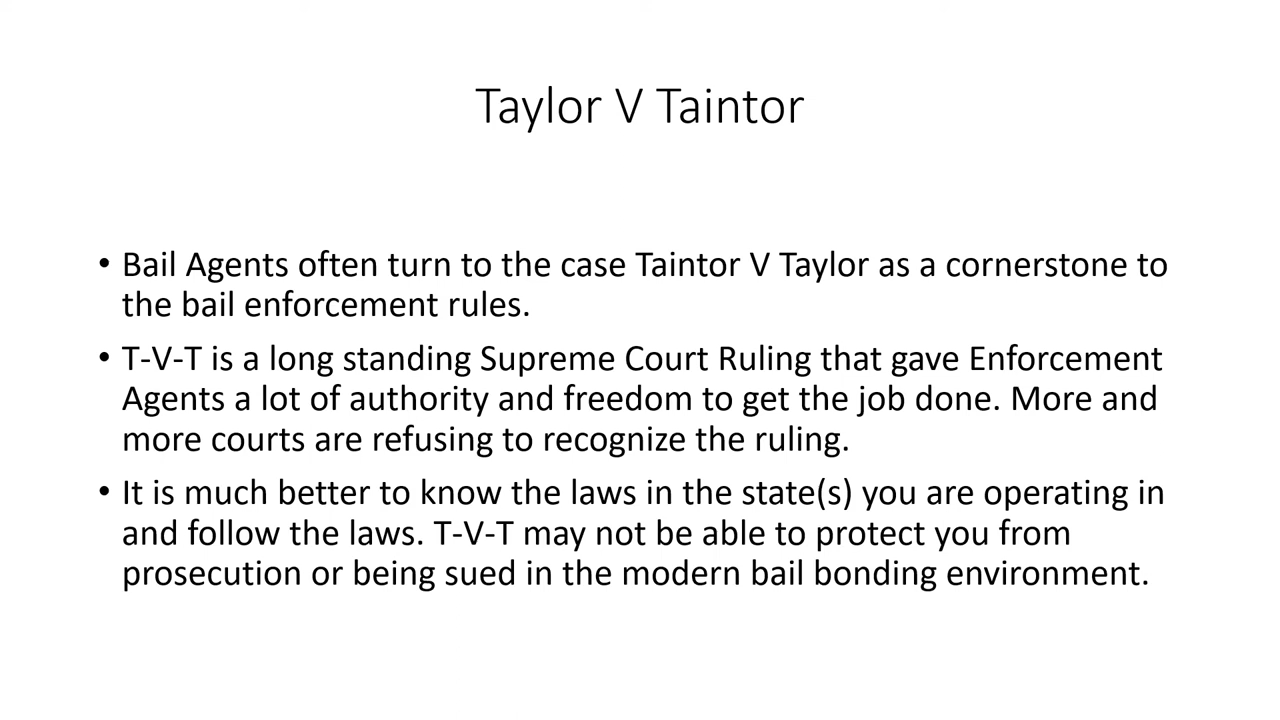 Taylor V Taintor
• Bail Agents often turn to the case Taintor V Taylor as a cornerstone to
the bail enforcement rules.
• T-V-T is a long standing Supreme Court Ruling that gave Enforcement
Agents a lot of authority and freedom to get the job done. More and
more courts are refusing to recognize the ruling.
• It is much better to know the laws in the state(s) you are operating in
and follow the laws. T-V-T may not be able to protect you from
prosecution or being sued in the modern bail bonding environment.